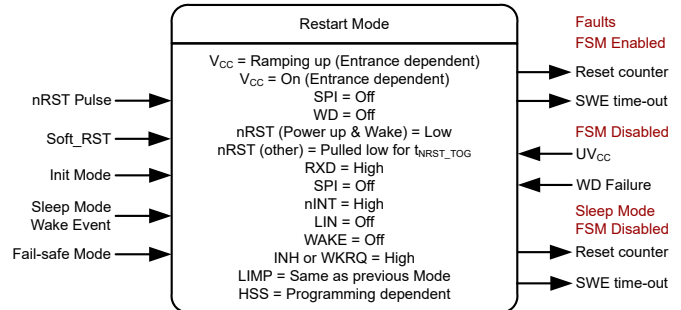 Restart Mode
V_CC = Ramping up (Entrance dependent)
V_CC = On (Entrance dependent)
SPI = Off
WD = Off
nRST (Power up & Wake) = Low
nRST (other) = Pulled low for t_NRST_TOG
RXD = High
SPI = Off
nINT = High
LIN = Off
WAKE = Off
INH or WKRQ = High
LIMP = Same as previous Mode
HSS = Programming dependent
nRST Pulse
Soft_RST
Init Mode
Sleep Mode
Wake Event
Fail-safe Mode
Faults
FSM Enabled
Reset counter
SWE time-out
FSM Disabled
UV_CC
WD Failure
Sleep Mode
FSM Disabled
Reset counter
SWE time-out